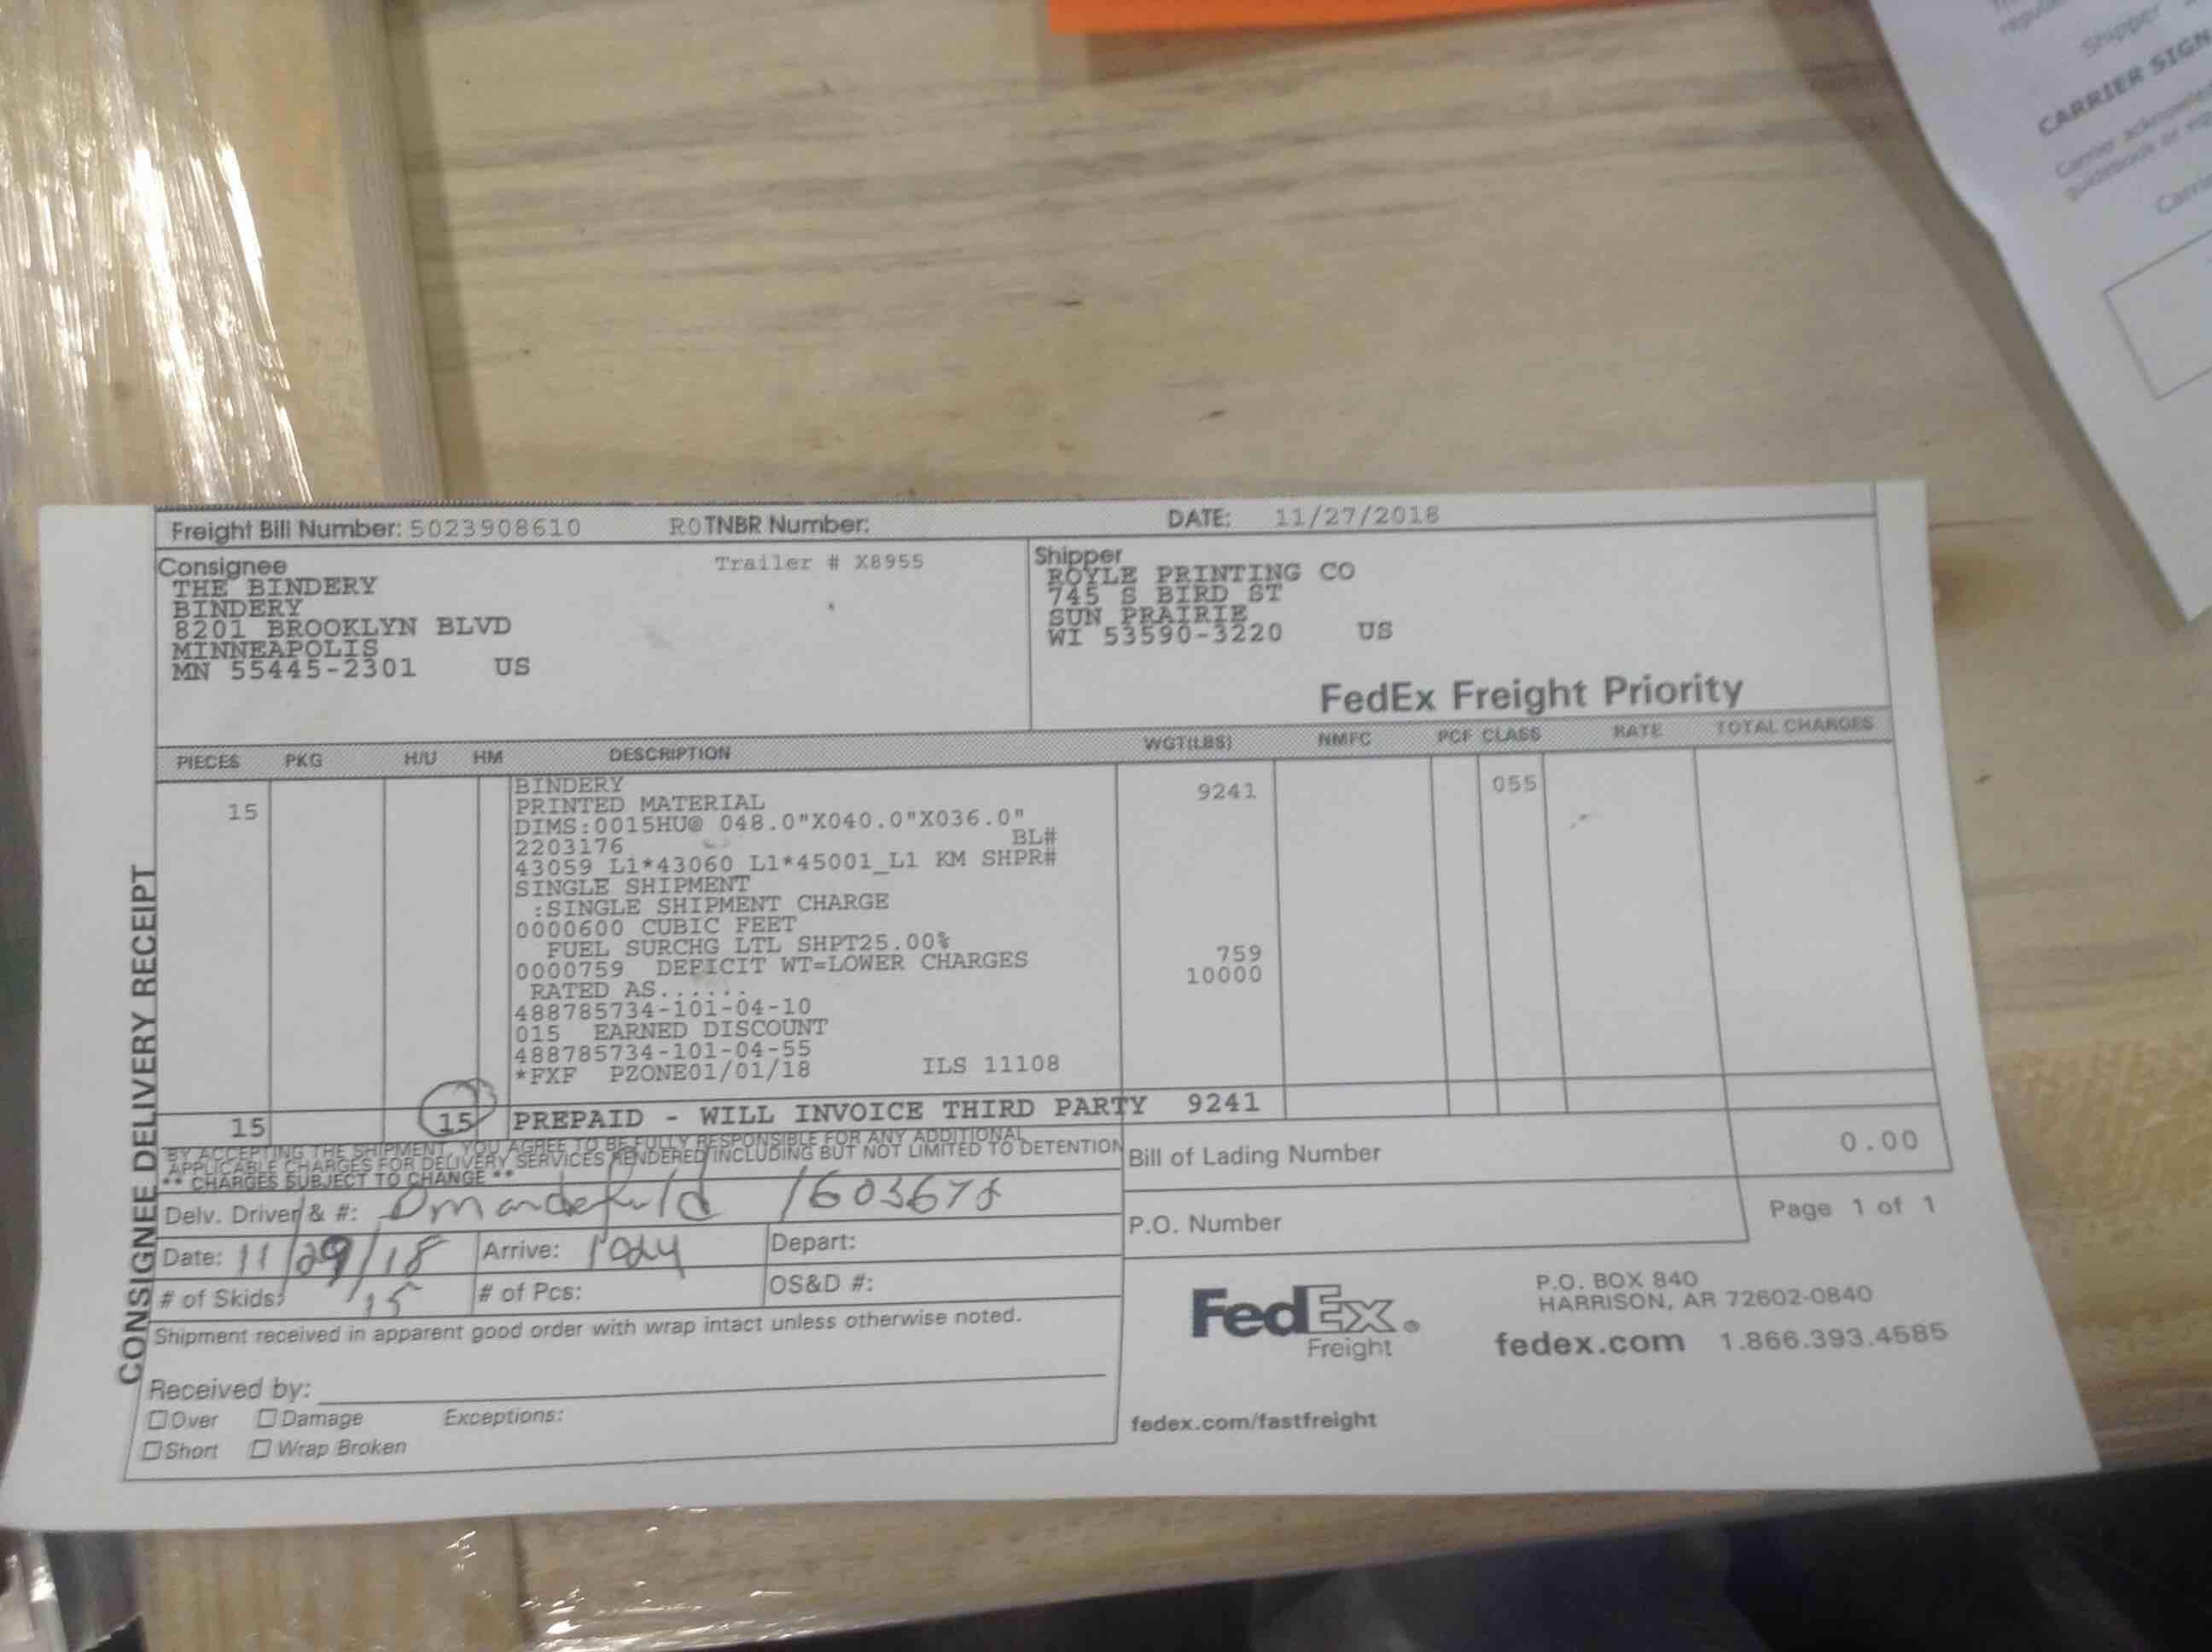 Freight Bill Number: 5023908610 ROTNBR Number: DATE: 11/27/2018
Consignee
THE BINDERY
BINDERY
8201 BROOKLYN BLVD
MINNEAPOLIS
MN 55445-2301 US
Trailer # X8955
Shipper
ROYLE PRINTING CO
745 S BIRD ST
SUN PRAIRIE
WI 53590-3220 US
FedEx Freight Priority
PIECES PKG H/U HM DESCRIPTION WGT(LBS) NMFC PCF CLASS RATE TOTAL CHARGES
BINDERY
15 PRINTED MATERIAL 9241 055
DIMS:0015HU@ 048.0"X040.0"X036.0"
2203176 BL#
43059 L1*43060 L1*45001_L1 KM SHPR#
SINGLE SHIPMENT
:SINGLE SHIPMENT CHARGE
0000600 CUBIC FEET
FUEL SURCHG LTL SHPT25.00%
0000759 DEFICIT WT=LOWER CHARGES 759
RATED AS...... 10000
488785734-101-04-10
015 EARNED DISCOUNT
488785734-101-04-55
*FXF PZONE01/01/18 ILS 11108
15 15 PREPAID - WILL INVOICE THIRD PARTY 9241
BY ACCEPTING THE SHIPMENT, YOU AGREE TO BE FULLY RESPONSIBLE FOR ANY ADDITIONAL
APPLICABLE CHARGES FOR DELIVERY SERVICES RENDERED INCLUDING BUT NOT LIMITED TO DETENTION
** CHARGES SUBJECT TO CHANGE **
Bill of Lading Number 0.00
Delv. Driver & #:
P.O. Number Page 1 of 1
Date: 11/29/18 Arrive: Depart:
# of Skids: 15 # of Pcs: OS&D #:
Shipment received in apparent good order with wrap intact unless otherwise noted.
Received by:
Over Damage Exceptions:
Short Wrap Broken
FedEx®
Freight
P.O. BOX 840
HARRISON, AR 72602-0840
fedex.com 1.866.393.4585
fedex.com/fastfreight
CONSIGNEE DELIVERY RECEIPT
Shipper
CARRIER SIGN